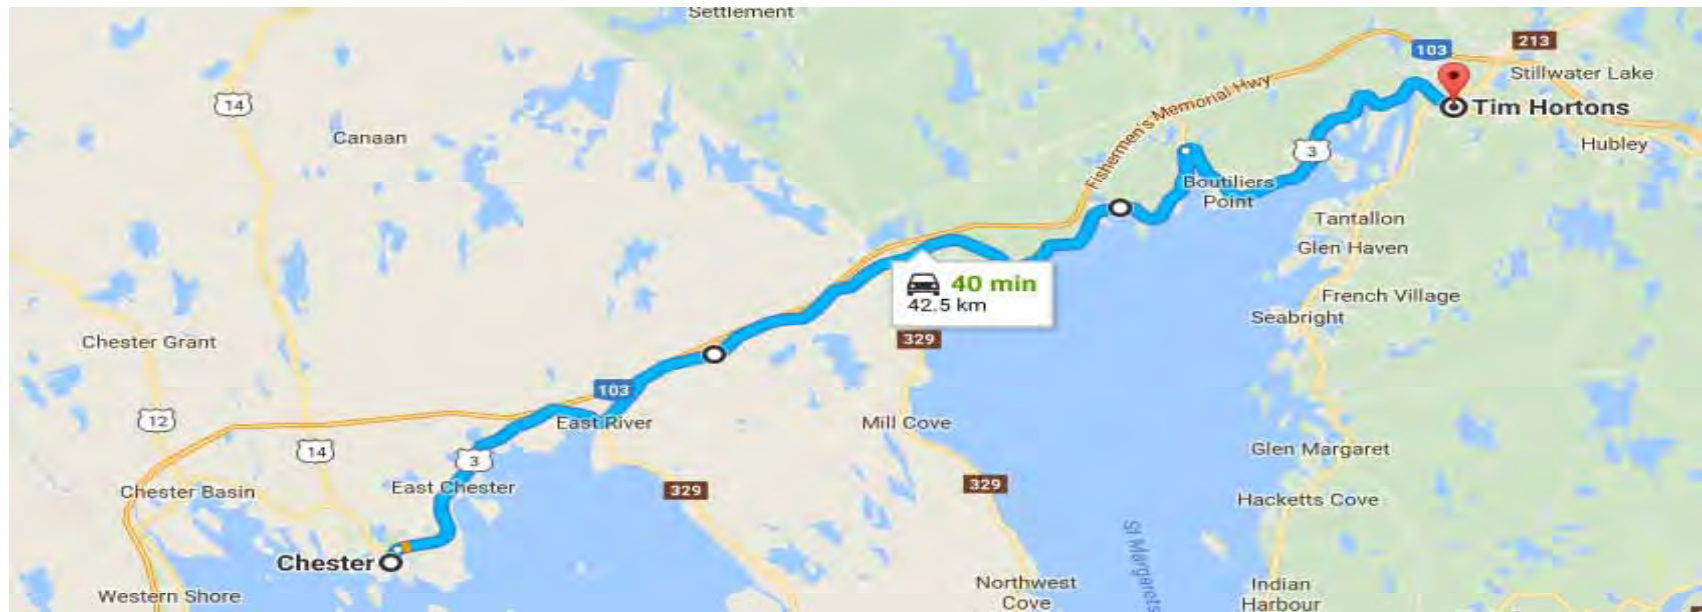 Settlement
103
213
Stillwater Lake
Tim Hortons
Fishermen's Memorial Hwy
14
Canaan
3
Hubley
Boutiliers
Point
Tantallon
Glen Haven
40 min
42.5 km
French Village
Seabright
Chester Grant
329
103
12
East River
Mill Cove
14
3
Glen Margaret
Chester Basin
East Chester
329
329
Hacketts Cove
St Margarets
Chester
Western Shore
Northwest
Cove
Indian
Harbour